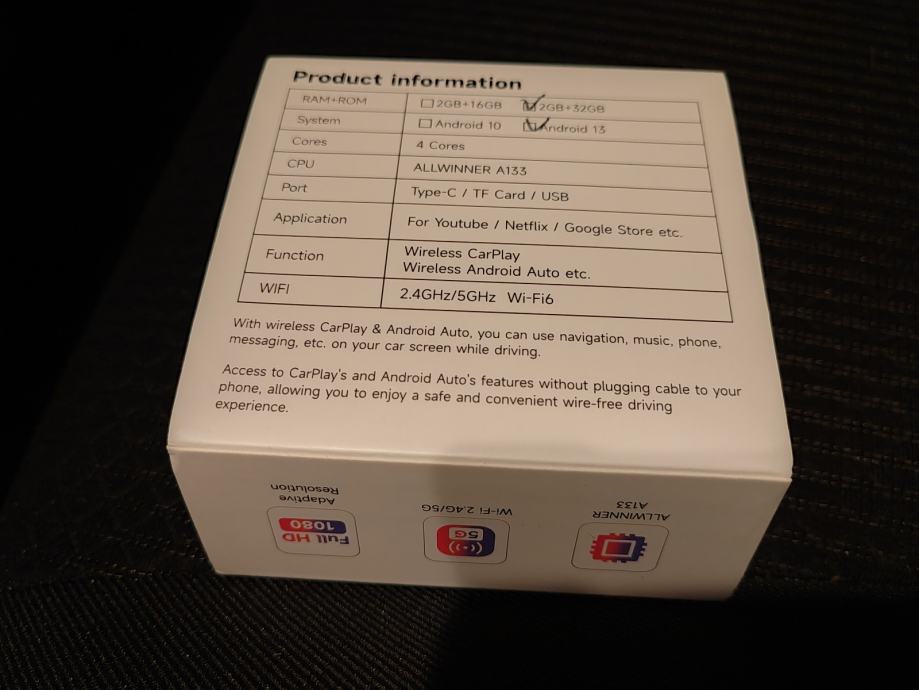 Product information
RAM+ROM ☐2GB+16GB ☑2GB+32GB
System ☐Android 10 ☑Android 13
Cores 4 Cores
CPU ALLWINNER A133
Port Type-C / TF Card / USB
Application For Youtube / Netflix / Google Store etc.
Function Wireless CarPlay
Wireless Android Auto etc.
WIFI 2.4GHz/5GHz Wi-Fi6
With wireless CarPlay & Android Auto, you can use navigation, music, phone,
messaging, etc. on your car screen while driving.
Access to CarPlay's and Android Auto's features without plugging cable to your
phone, allowing you to enjoy a safe and convenient wire-free driving
experience.
ALLWINNER
A133
5G
Wi-Fi 2.4G/5G
Full HD
1080
Adaptive
Resolution